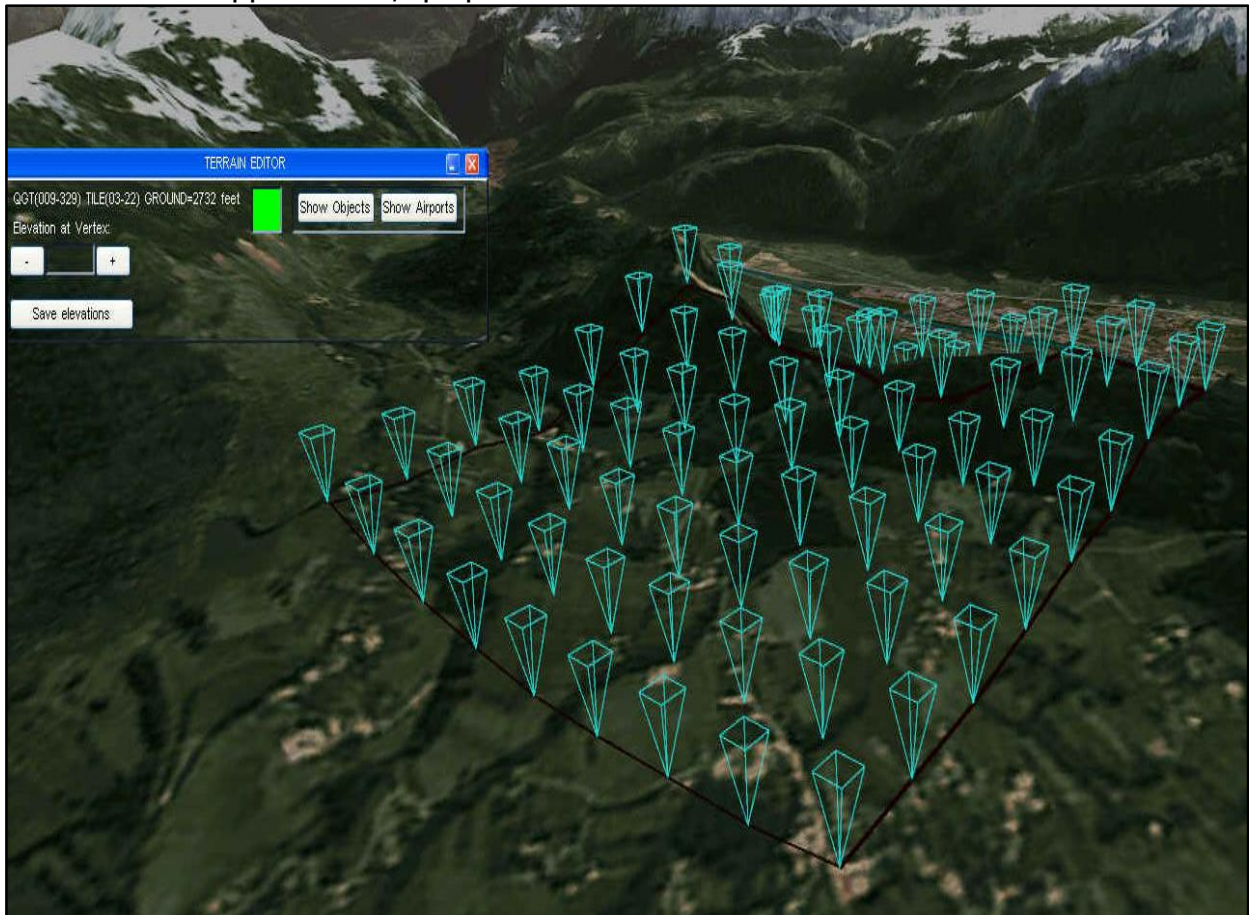 TERRAIN EDITOR
QGT(009-329) TILE(03-22) GROUND=2732 feet
Show Objects Show Airports
Elevation at Vertex:
- +
Save elevations